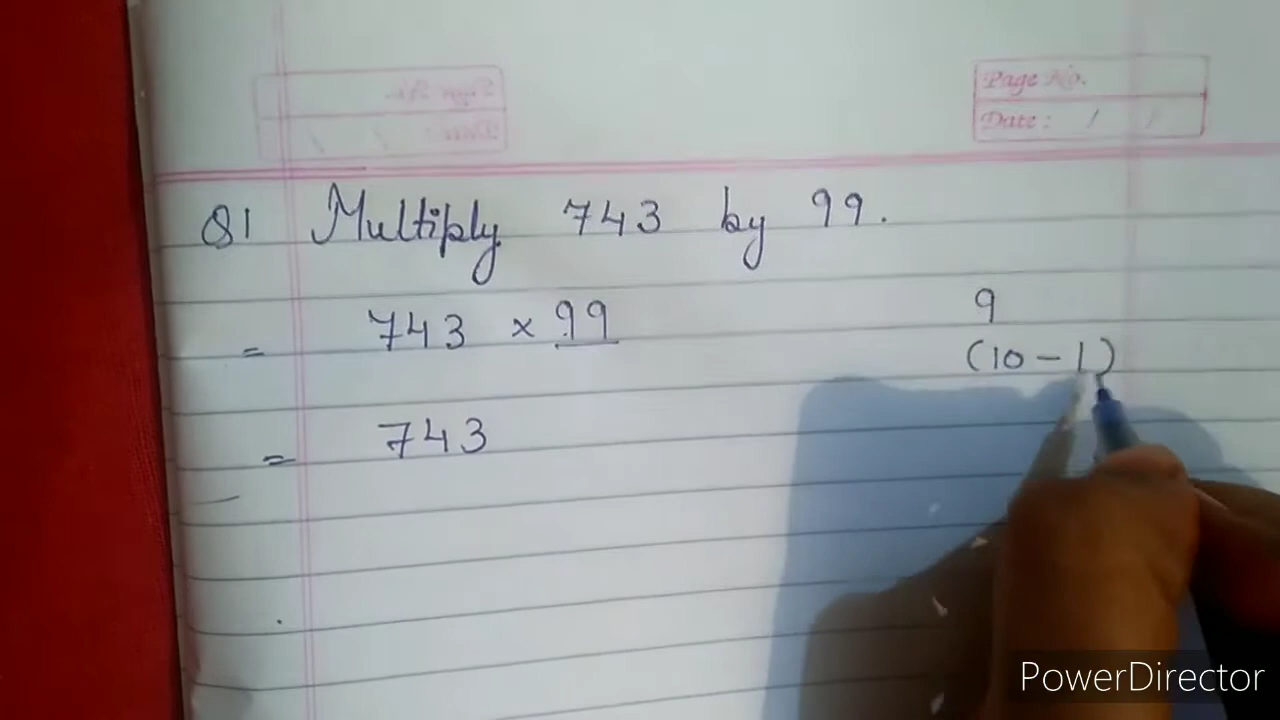 Page No.
Date: / /
Q1 Multiply 743 by 99.
= 743 × 99
9
(10 - 1)
= 743
PowerDirector